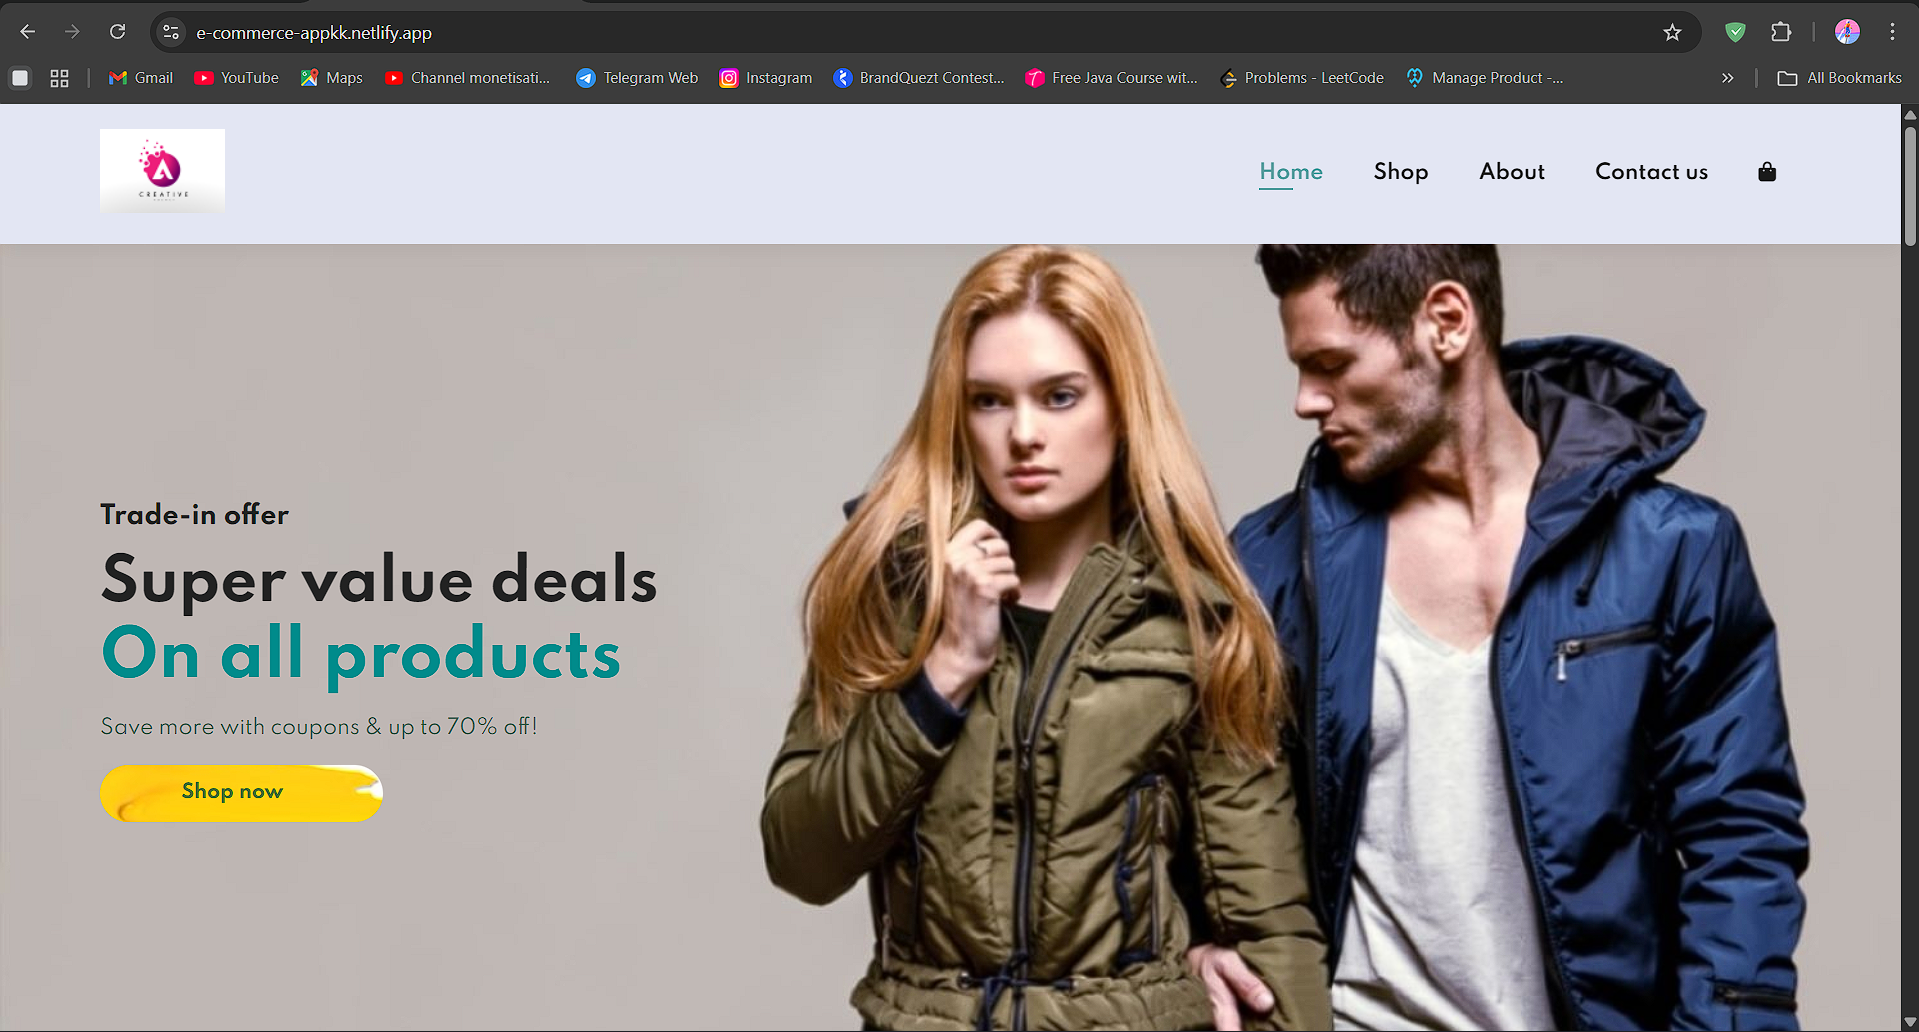 e-commerce-appkk.netlify.app
Gmail YouTube Maps Channel monetisati... Telegram Web Instagram BrandQuezt Contest... Free Java Course wit... Problems - LeetCode Manage Product -... All Bookmarks
A
CREATIVE
Home Shop About Contact us
Trade-in offer
Super value deals
On all products
Save more with coupons & up to 70% off!
Shop now